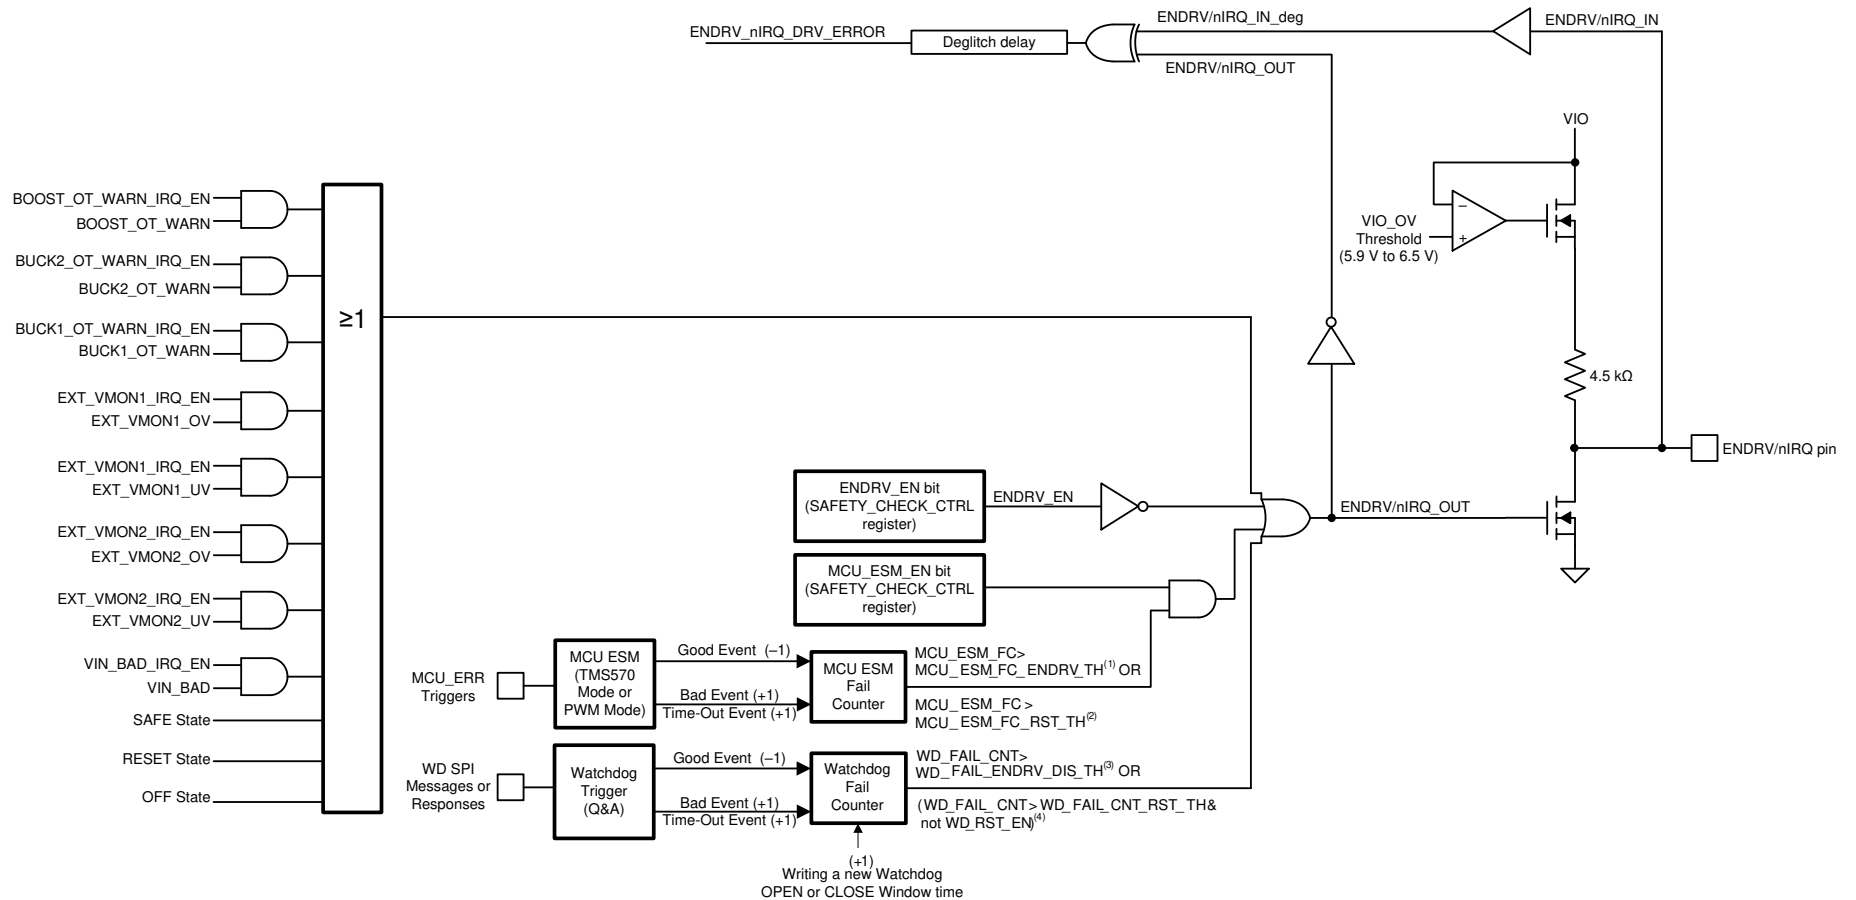 ENDRV_nIRQ_DRV_ERROR
Deglitch delay
ENDRV/nIRQ_IN_deg
ENDRV/nIRQ_IN
ENDRV/nIRQ_OUT
VIO
VIO_OV
Threshold
(5.9 V to 6.5 V)
−
+
4.5 kΩ
ENDRV/nIRQ pin
BOOST_OT_WARN_IRQ_EN
BOOST_OT_WARN
BUCK2_OT_WARN_IRQ_EN
BUCK2_OT_WARN
BUCK1_OT_WARN_IRQ_EN
BUCK1_OT_WARN
EXT_VMON1_IRQ_EN
EXT_VMON1_OV
EXT_VMON1_IRQ_EN
EXT_VMON1_UV
EXT_VMON2_IRQ_EN
EXT_VMON2_OV
EXT_VMON2_IRQ_EN
EXT_VMON2_UV
VIN_BAD_IRQ_EN
VIN_BAD
SAFE State
RESET State
OFF State
≥1
ENDRV_EN bit
(SAFETY_CHECK_CTRL
register)
ENDRV_EN
ENDRV/nIRQ_OUT
MCU_ESM_EN bit
(SAFETY_CHECK_CTRL
register)
MCU_ERR
Triggers
MCU ESM
(TMS570
Mode or
PWM Mode)
Good Event (−1)
Bad Event (+1)
Time-Out Event (+1)
MCU ESM
Fail
Counter
MCU_ESM_FC>
MCU_ESM_FC_ENDRV_TH(1) OR
MCU_ESM_FC >
MCU_ESM_FC_RST_TH(2)
WD SPI
Messages or
Responses
Watchdog
Trigger
(Q&A)
Good Event (−1)
Bad Event (+1)
Time-Out Event (+1)
Watchdog
Fail
Counter
WD_FAIL_CNT>
WD_FAIL_ENDRV_DIS_TH(3) OR
(WD_FAIL_CNT> WD_FAIL_CNT_RST_TH&
not WD_RST_EN)(4)
(+1)
Writing a new Watchdog
OPEN or CLOSE Window time